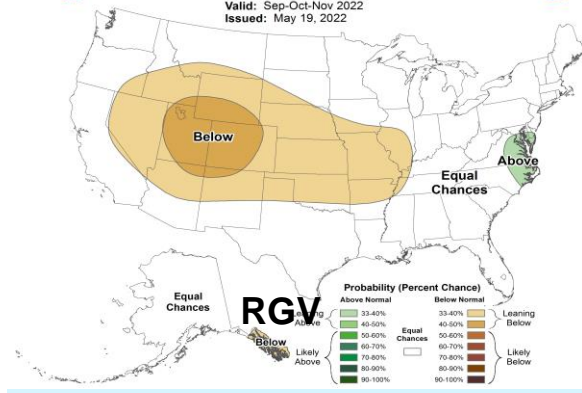 Valid: Sep-Oct-Nov 2022
Issued: May 19, 2022
Below
Above
Equal
Chances
Equal
Chances
RGV
Below
Probability (Percent Chance)
Above Normal Below Normal
Leaning
Above
33-40% 33-40%
40-50% 40-50%
Leaning
Below
50-60% 50-60%
60-70% 60-70%
Equal
Chances
Likely
Above
70-80% 70-80%
80-90% 80-90%
90-100% 90-100%
Likely
Below